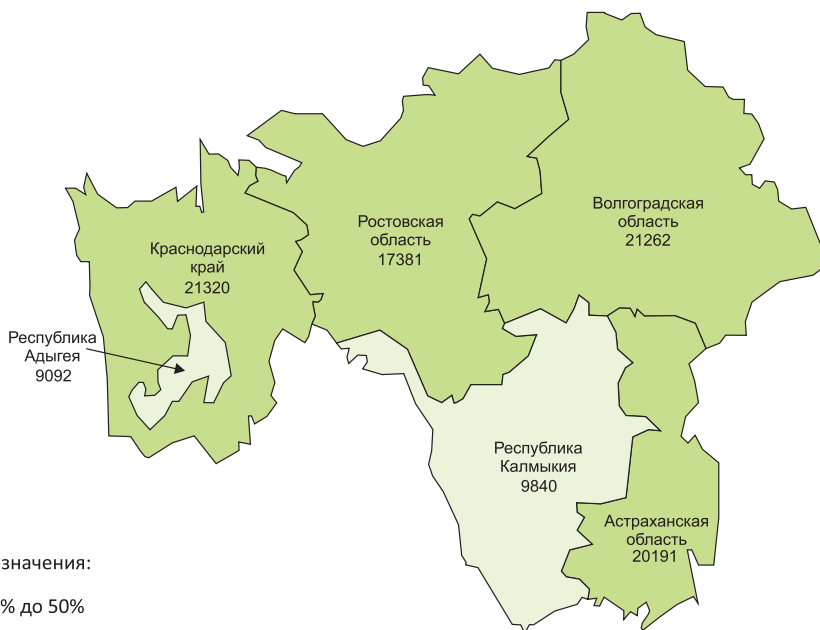 Волгоградская
область
21262
Ростовская
область
17381
Краснодарский
край
21320
Республика
Адыгея
9092
Республика
Калмыкия
9840
Астраханская
область
20191
значения:
% до 50%